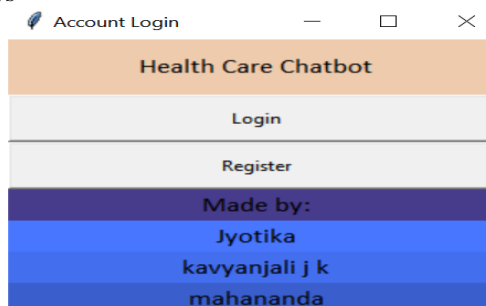 Account Login
Health Care Chatbot
Login
Register
Made by:
Jyotika
kavyanjali j k
mahananda